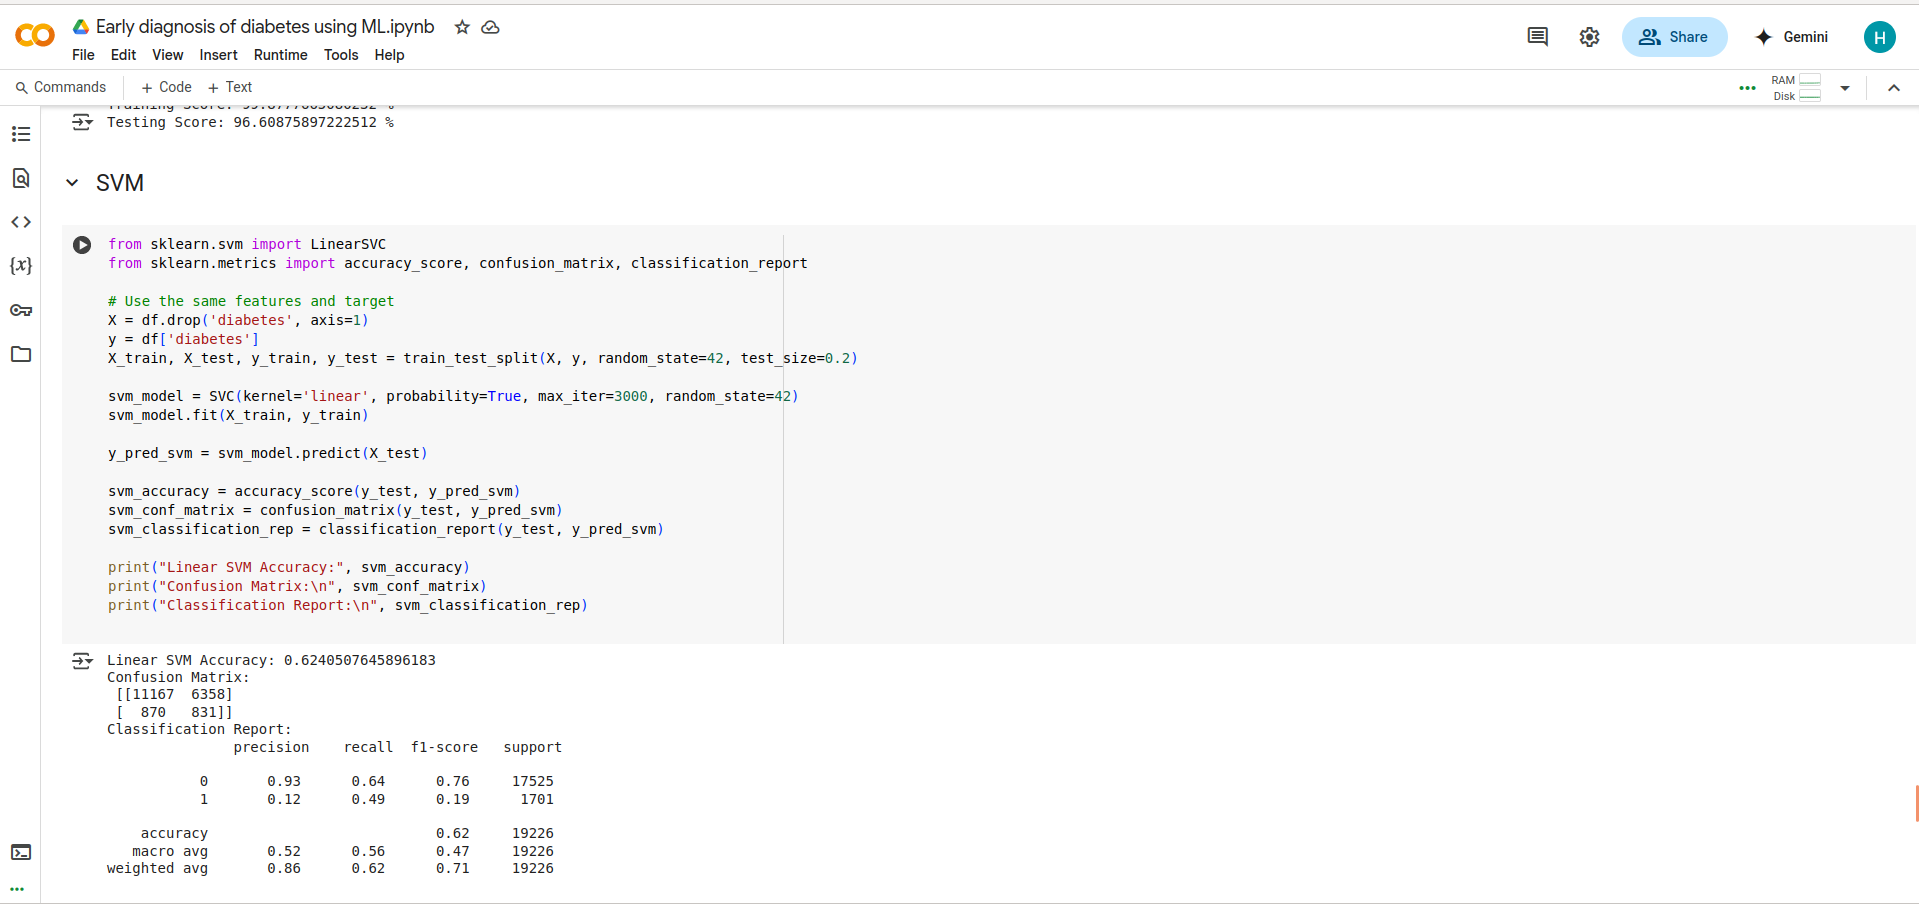 Early diagnosis of diabetes using ML.ipynb
File Edit View Insert Runtime Tools Help
Share
Gemini
H
Commands + Code + Text
RAM
Disk
Testing Score: 96.60875897222512 %
SVM
from sklearn.svm import LinearSVC
from sklearn.metrics import accuracy_score, confusion_matrix, classification_report
# Use the same features and target
X = df.drop('diabetes', axis=1)
y = df['diabetes']
X_train, X_test, y_train, y_test = train_test_split(X, y, random_state=42, test_size=0.2)
svm_model = SVC(kernel='linear', probability=True, max_iter=3000, random_state=42)
svm_model.fit(X_train, y_train)
y_pred_svm = svm_model.predict(X_test)
svm_accuracy = accuracy_score(y_test, y_pred_svm)
svm_conf_matrix = confusion_matrix(y_test, y_pred_svm)
svm_classification_rep = classification_report(y_test, y_pred_svm)
print("Linear SVM Accuracy:", svm_accuracy)
print("Confusion Matrix:\n", svm_conf_matrix)
print("Classification Report:\n", svm_classification_rep)
Linear SVM Accuracy: 0.6240507645896183
Confusion Matrix:
[[11167 6358]
[ 870 831]]
Classification Report:
precision recall f1-score support
0 0.93 0.64 0.76 17525
1 0.12 0.49 0.19 1701
accuracy 0.62 19226
macro avg 0.52 0.56 0.47 19226
weighted avg 0.86 0.62 0.71 19226